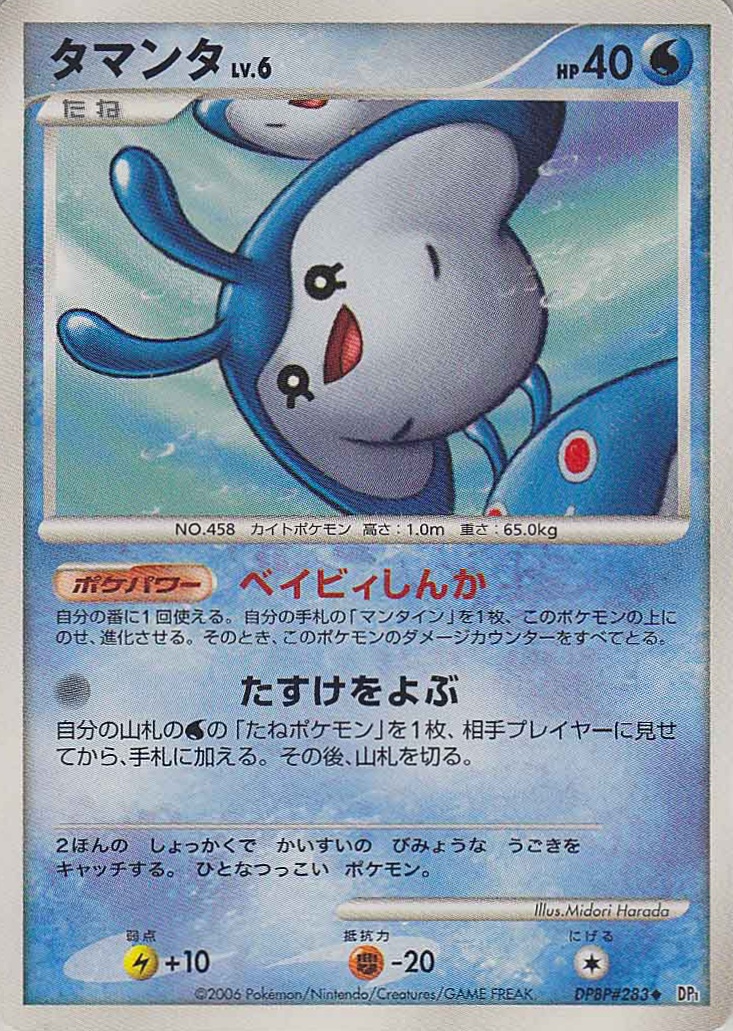 タマンタ LV.6 HP40
たね
NO.458 カイトポケモン 高さ:1.0m 重さ:65.0kg
ポケパワー ベイビィしんか
自分の番に1回使える。自分の手札の「マンタイン」を1枚、このポケモンの上に
のせ、進化させる。そのとき、このポケモンのダメージカウンターをすべてとる。
たすけをよぶ
自分の山札の の「たねポケモン」を1枚、相手プレイヤーに見せ
てから、手札に加える。その後、山札を切る。
2ほんの しょっかくで かいすいの びみょうな うごきを
キャッチする。 ひとなつっこい ポケモン。
Illus.Midori Harada
弱点 抵抗力 にげる
+10 -20
©2006 Pokémon/Nintendo/Creatures/GAME FREAK. DPBP#283◆ DP1